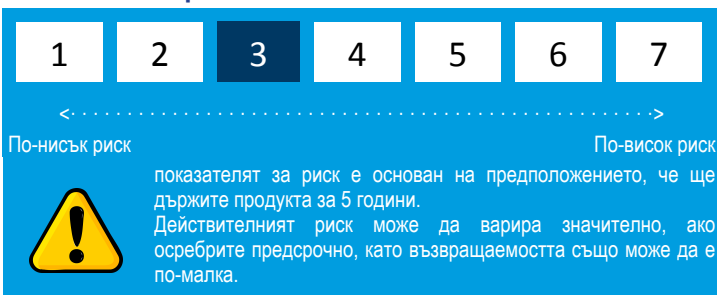 1 2 3 4 5 6 7
<· · · · · · · · · · · · · · · · · · · · · · · · · · · · · · · · · · · · · · · · · · · · · · · · · · · · · · · ·>
По-нисък риск По-висок риск
показателят за риск е основан на предположението, че ще
държите продукта за 5 години.
Действителният риск може да варира значително, ако
осребрите предсрочно, като възвращаемостта също може да е
по-малка.